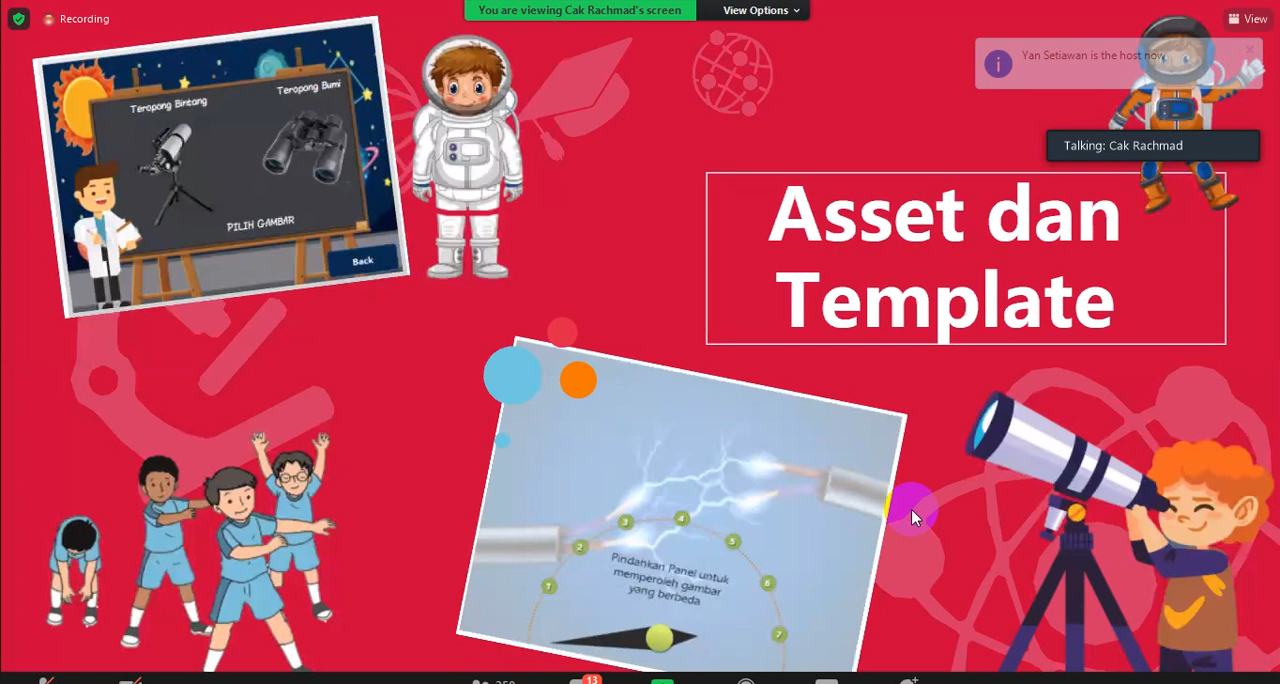 Recording
You are viewing Cak Rachmad's screen
View Options
View
Yan Setiawan is the host now
Talking: Cak Rachmad
Teropong Bintang
Teropong Bumi
PILIH GAMBAR
Back
Asset dan
Template
1
2
3
4
5
6
7
Pindahkan Panel untuk
memperoleh gambar
yang berbeda
13